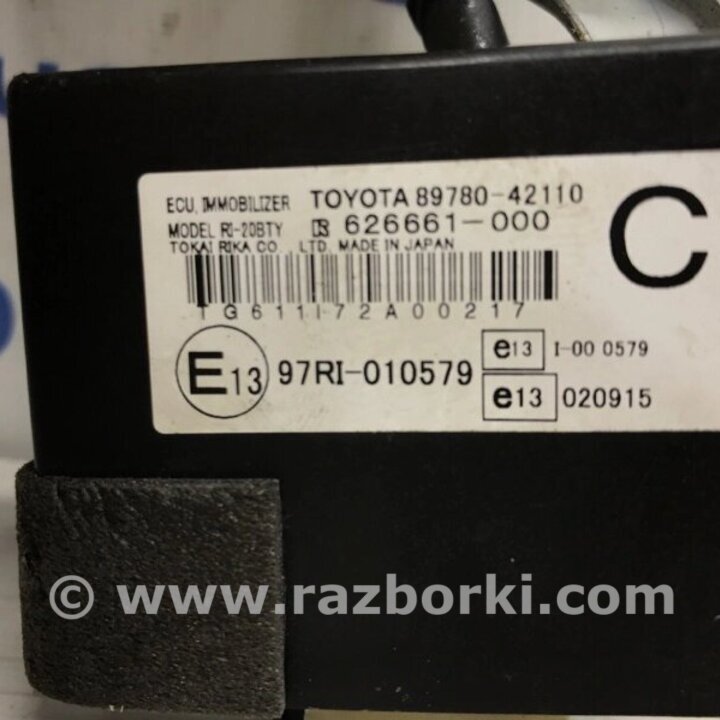 ECU, IMMOBILIZER TOYOTA 89780-42110
MODEL RI-20BTY 626661-000
TOKAI RIKA CO. LTD. MADE IN JAPAN
C
TG611172A00217
E13 97RI-010579
e13 I-00 0579
e13 020915
© www.razborki.com